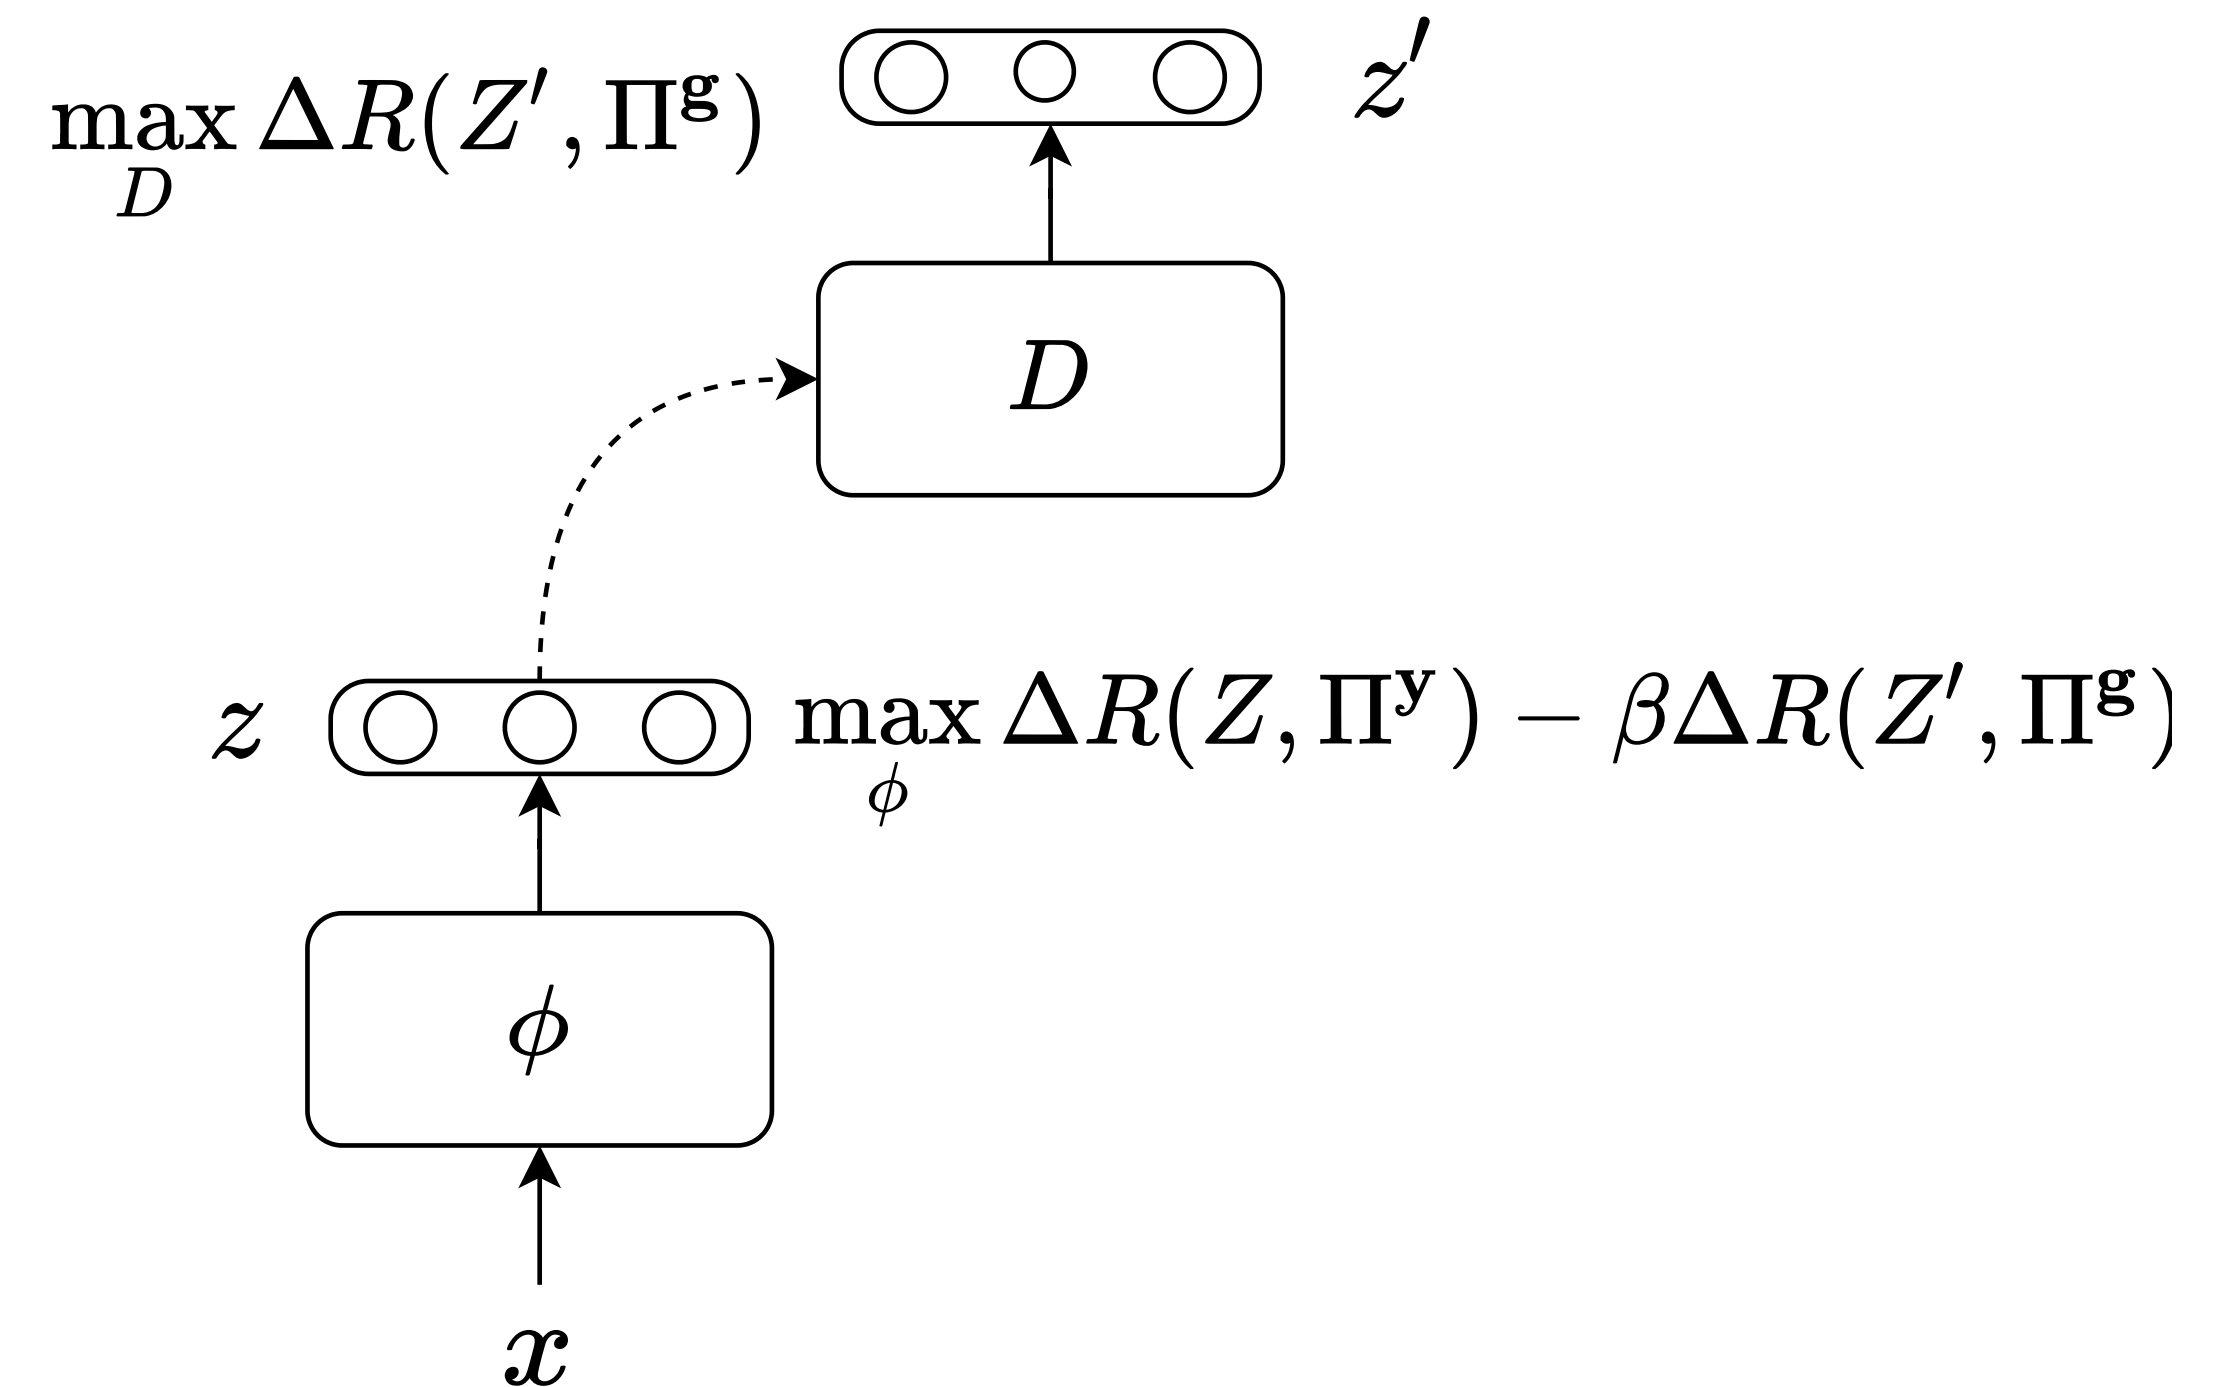 z′
max_D ΔR(Z′, Π^g)
D
z
max_ϕ ΔR(Z, Π^y) − βΔR(Z′, Π^g)
ϕ
x